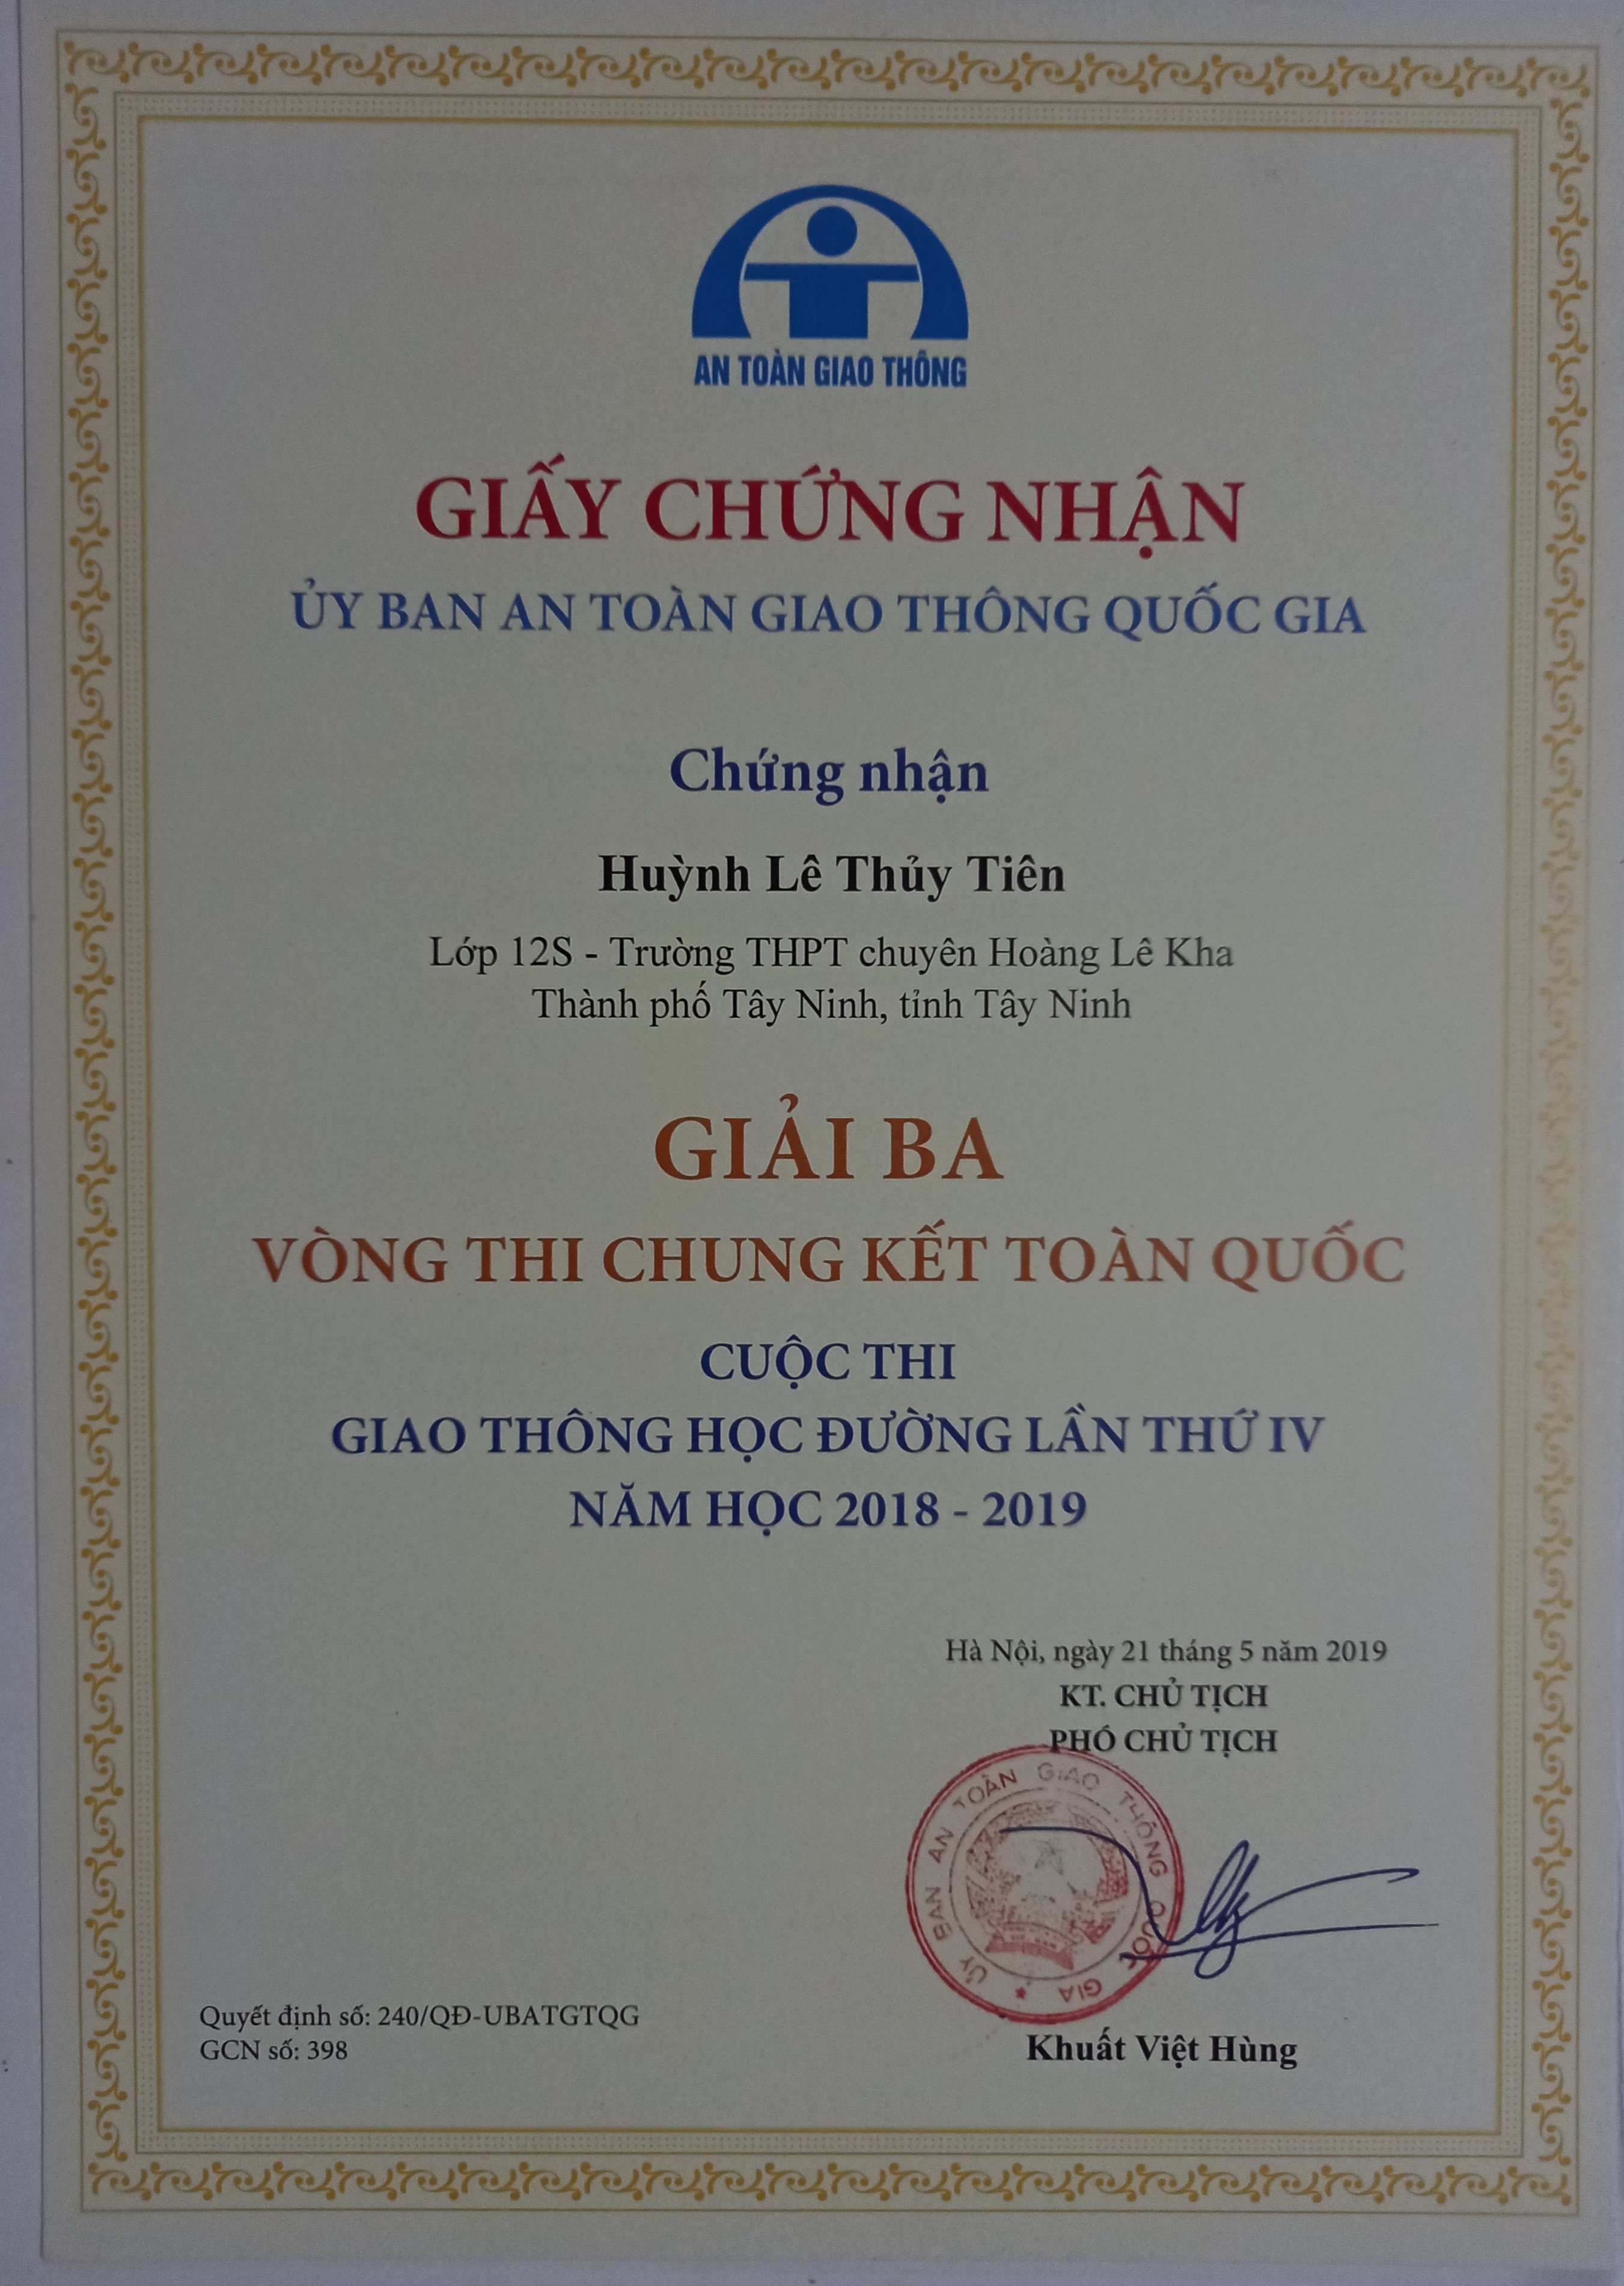 AN TOÀN GIAO THÔNG
GIẤY CHỨNG NHẬN
ỦY BAN AN TOÀN GIAO THÔNG QUỐC GIA
Chứng nhận
Huỳnh Lê Thủy Tiên
Lớp 12S - Trường THPT chuyên Hoàng Lê Kha
Thành phố Tây Ninh, tỉnh Tây Ninh
GIẢI BA
VÒNG THI CHUNG KẾT TOÀN QUỐC
CUỘC THI
GIAO THÔNG HỌC ĐƯỜNG LẦN THỨ IV
NĂM HỌC 2018 - 2019
Hà Nội, ngày 21 tháng 5 năm 2019
KT. CHỦ TỊCH
PHÓ CHỦ TỊCH
ỦY BAN AN TOÀN GIAO THÔNG QUỐC GIA
Khuất Việt Hùng
Quyết định số: 240/QĐ-UBATGTQG
GCN số: 398